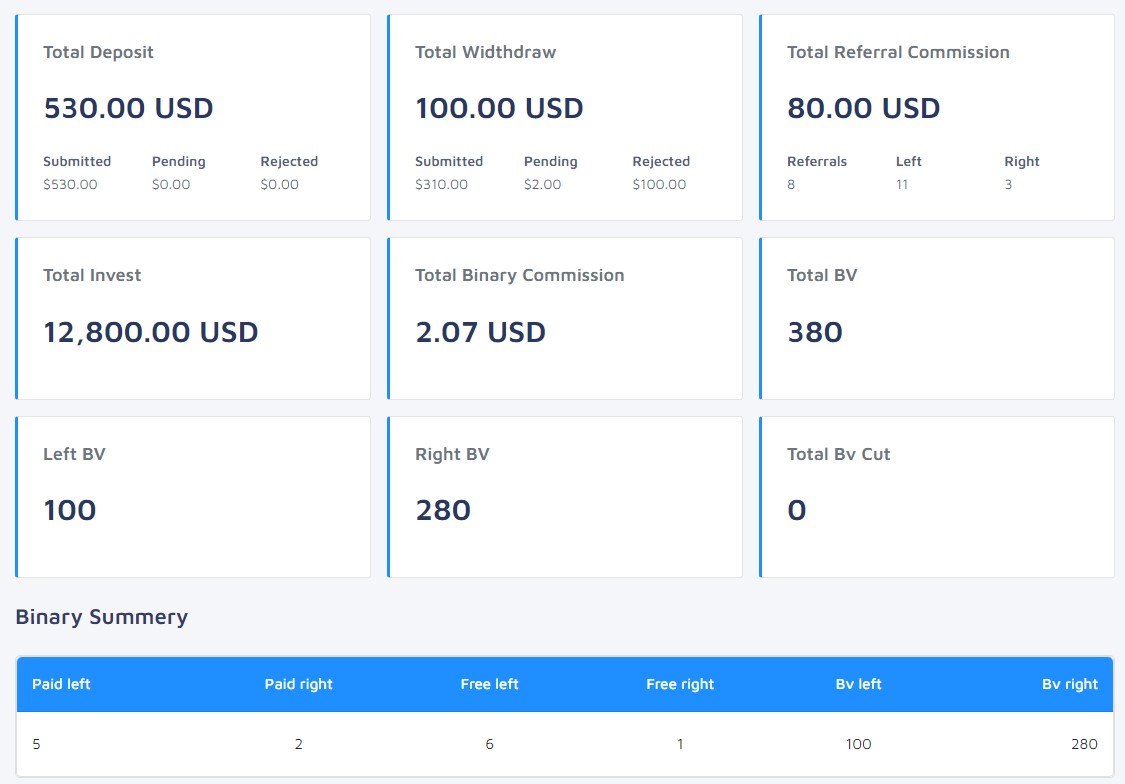 Total Deposit
530.00 USD
Submitted Pending Rejected
$530.00 $0.00 $0.00
Total Widthdraw
100.00 USD
Submitted Pending Rejected
$310.00 $2.00 $100.00
Total Referral Commission
80.00 USD
Referrals Left Right
8 11 3
Total Invest
12,800.00 USD
Total Binary Commission
2.07 USD
Total BV
380
Left BV
100
Right BV
280
Total Bv Cut
0
Binary Summery
Paid left Paid right Free left Free right Bv left Bv right
5 2 6 1 100 280